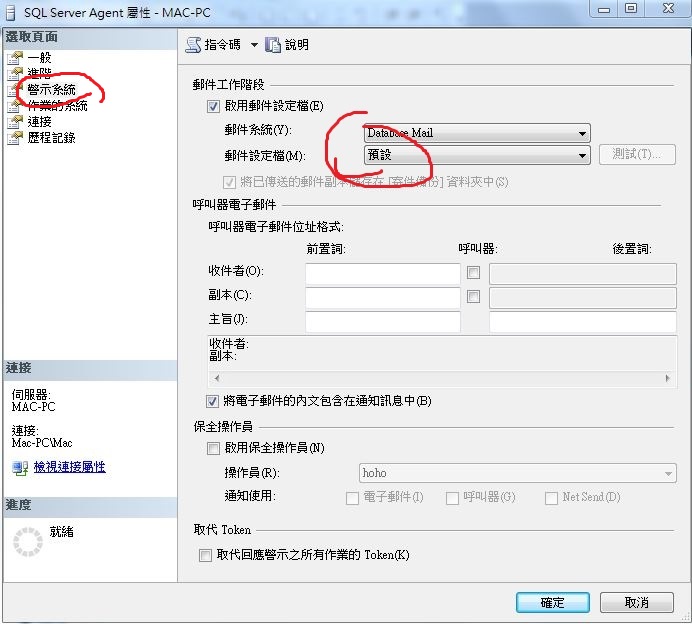 SQL Server Agent 屬性 - MAC-PC
選取頁面
一般
進階
警示系統
作業的系統
連接
歷程記錄
指令碼 說明
郵件工作階段
啟用郵件設定檔(E)
郵件系統(Y): Database Mail
郵件設定檔(M): 預設 測試(T)...
將已傳送的郵件副本儲存在 [寄件備份] 資料夾中(S)
呼叫器電子郵件
呼叫器電子郵件位址格式:
前置詞: 呼叫器: 後置詞:
收件者(O):
副本(C):
主旨(J):
收件者:
副本:
將電子郵件的內文包含在通知訊息中(B)
保全操作員
啟用保全操作員(N)
操作員(R): hoho
通知使用: 電子郵件(I) 呼叫器(G) Net Send(D)
取代 Token
取代回應警示之所有作業的 Token(K)
連接
伺服器:
MAC-PC
連接:
Mac-PC\Mac
檢視連接屬性
進度
就緒
確定 取消